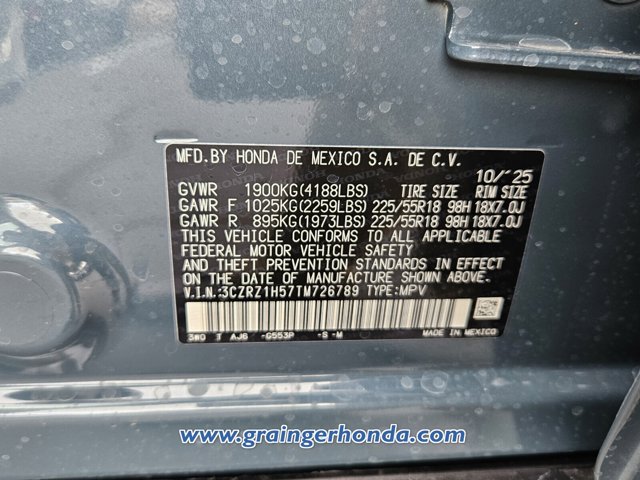 MFD.BY HONDA DE MEXICO S.A. DE C.V.
10/'25
GVWR 1900KG(4188LBS) TIRE SIZE RIM SIZE
GAWR F 1025KG(2259LBS) 225/55R18 98H 18X7.0J
GAWR R 895KG(1973LBS) 225/55R18 98H 18X7.0J
THIS VEHICLE CONFORMS TO ALL APPLICABLE
FEDERAL MOTOR VEHICLE SAFETY
AND THEFT PREVENTION STANDARDS IN EFFECT
ON THE DATE OF MANUFACTURE SHOWN ABOVE.
V.I.N.:3CZRZ1H57TM726789 TYPE:MPV
3W0 T AJ6 -G553P -S -M
MADE IN MEXICO
www.graingerhonda.com